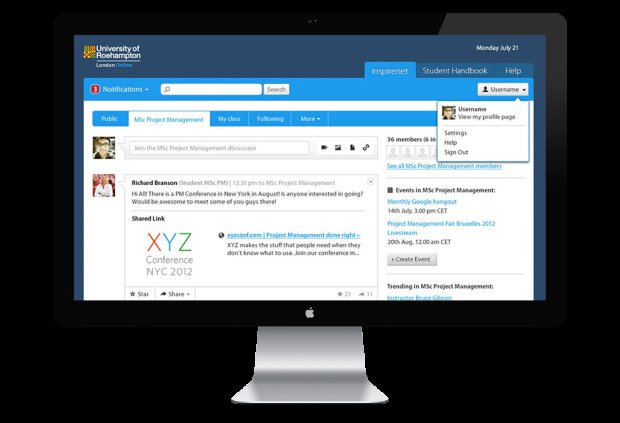 University of
Roehampton
London Online
Monday July 21
inspirenet
Student Handbook
Help
3
Notifications
Search
Username
Username
View my profile page
Settings
Help
Sign Out
Public
MSc Project Management
My class
Following
More
Join the MSc Project Management discussion
36 members (6 in
See all MSc Project Management members
Richard Branson (Student MSc PM) | 12:30 pm to MSc Project Management
Hi All! There is a PM Conference in New York in August! Is anyone interested in going?
Would be awesome to meet some of you guys there!
Shared Link
XYZ
Conference
NYC 2012
xyzconf.com | Project Management done right »
XYZ makes the stuff that people need when they
don't know what to use. Join our conference in...
Star
Share
23
11
Events in MSc Project Management:
Monthly Google hangout
14th July, 3.00 pm CET
Project Management Fair Bruxelles 2012
Livestream
20th Aug, 12.00 am CET
+ Create Event
Trending in MSc Project Management:
Instructor Bruce Gibson